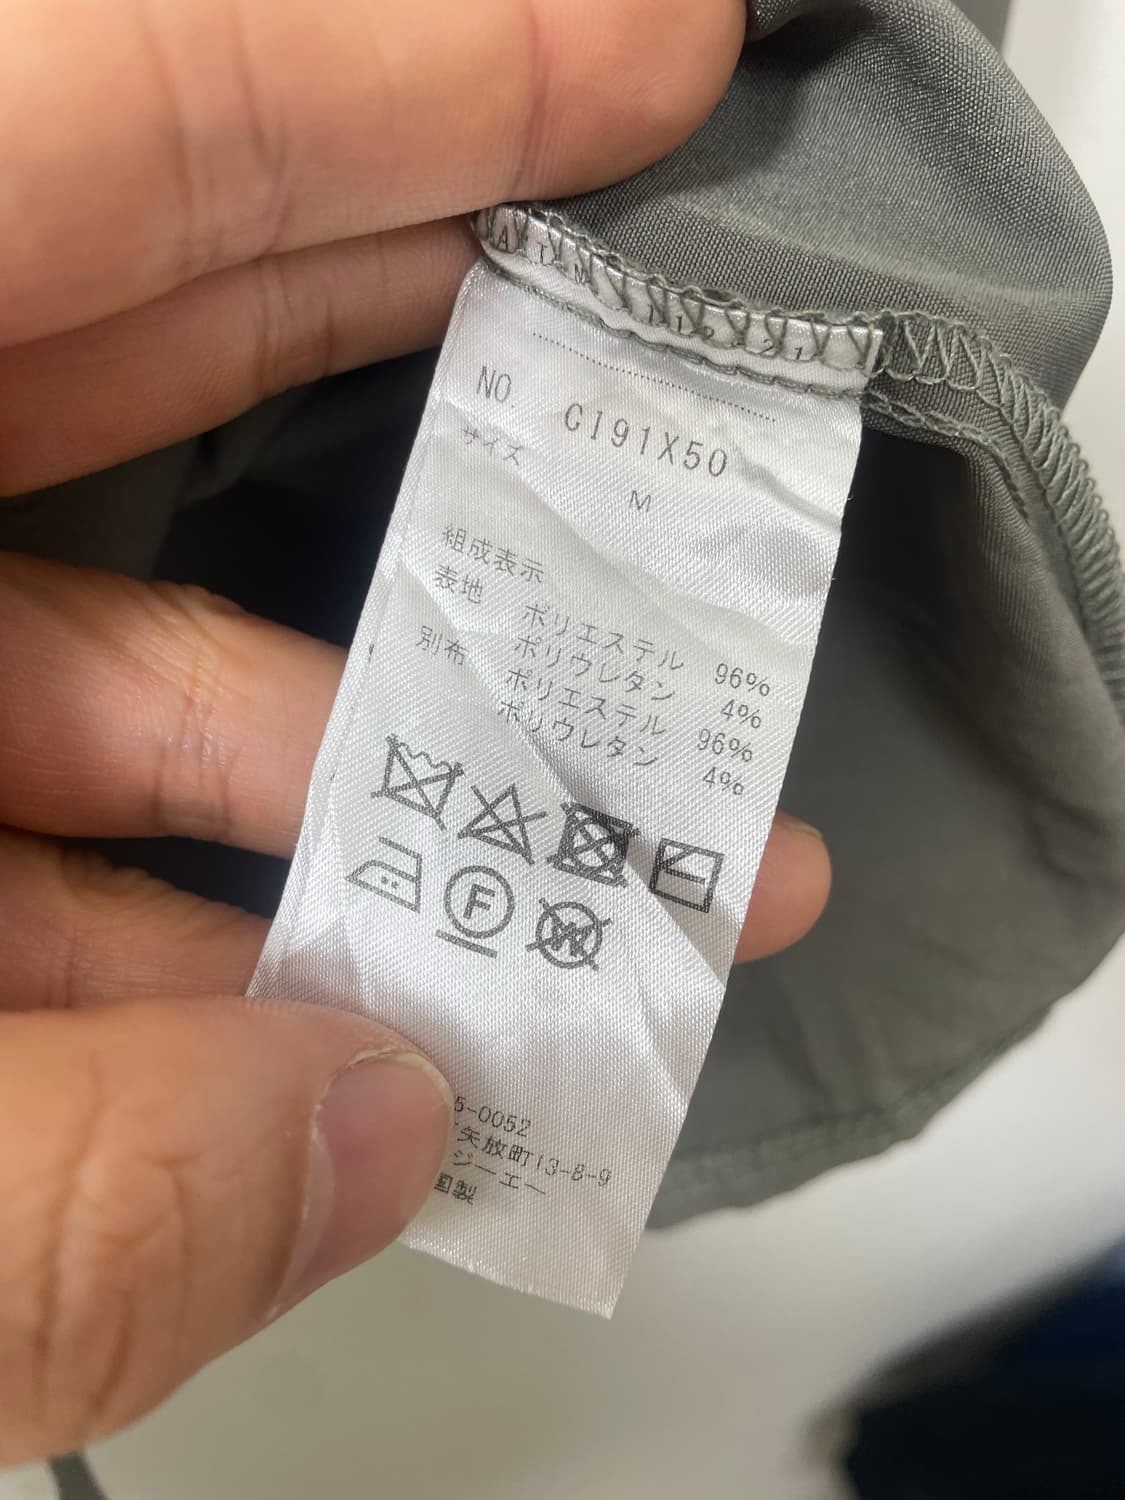 NO. CI91X50
サイズ M
組成表示
表地 ポリエステル 96%
ポリウレタン 4%
別布 ポリエステル 96%
ポリウレタン 4%
F
W
5-0052
矢放町13-8-9
ジーエー
国製